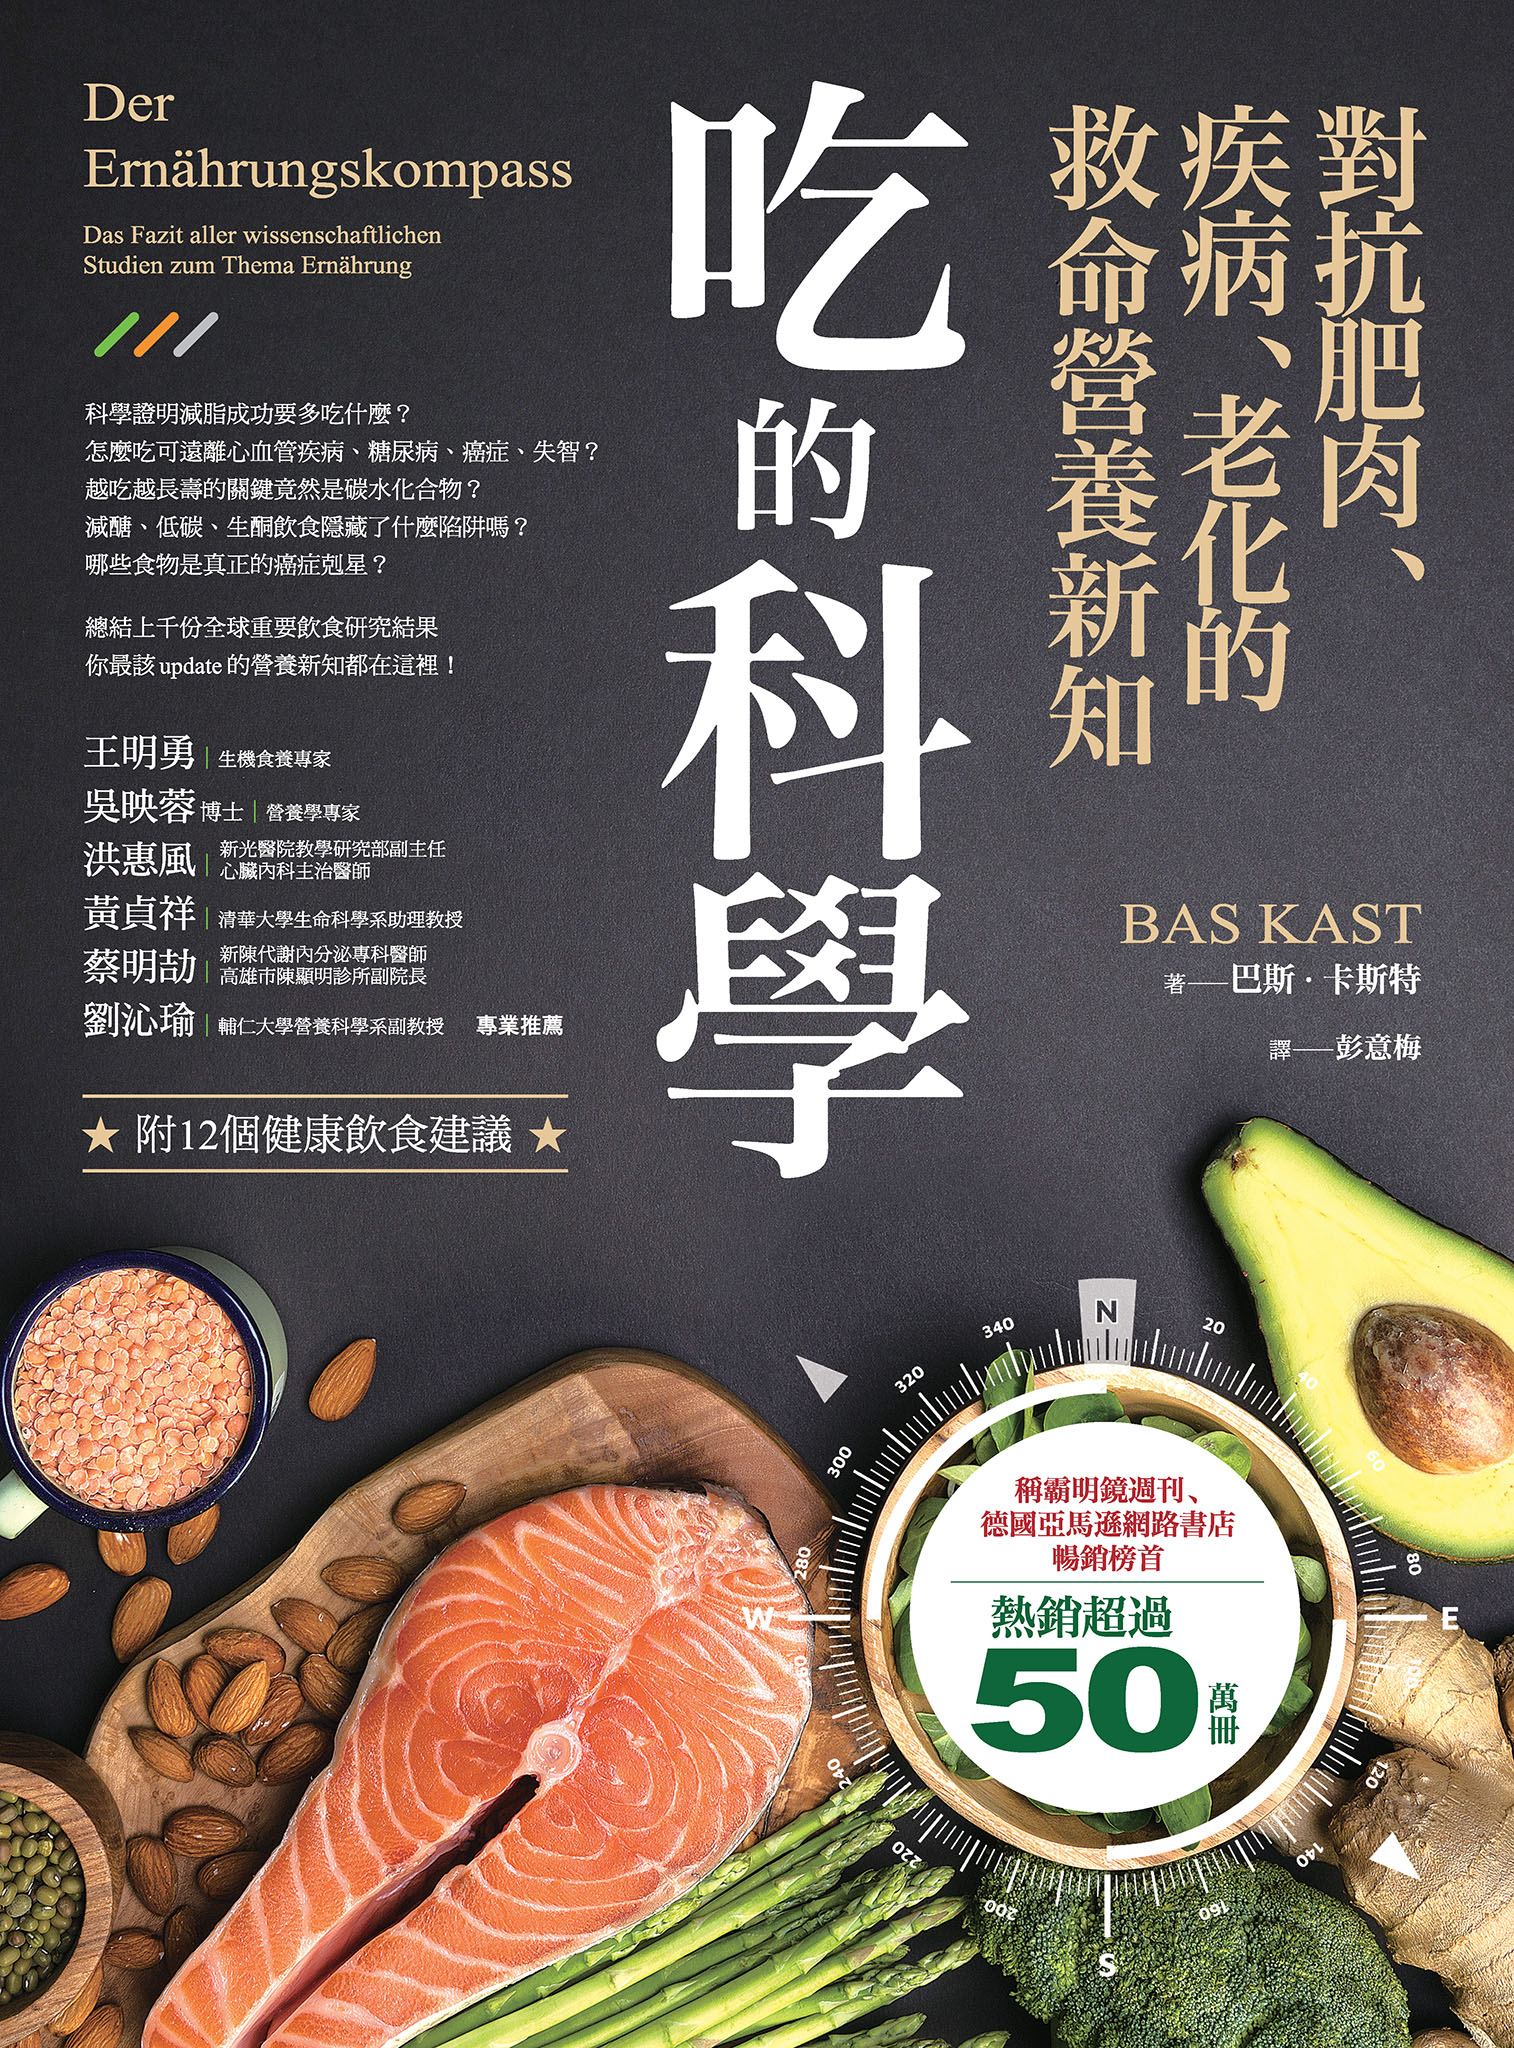 Der
Ernährungskompass
Das Fazit aller wissenschaftlichen
Studien zum Thema Ernährung
科學證明減脂成功要多吃什麼？
怎麼吃可遠離心血管疾病、糖尿病、癌症、失智？
越吃越長壽的關鍵竟然是碳水化合物？
減醣、低碳、生酮飲食隱藏了什麼陷阱嗎？
哪些食物是真正的癌症剋星？
總結上千份全球重要飲食研究結果
你最該 update 的營養新知都在這裡！
王明勇｜生機食養專家
吳映蓉 博士｜營養學專家
洪惠風｜新光醫院教學研究部副主任
心臟內科主治醫師
黃貞祥｜清華大學生命科學系助理教授
蔡明劼｜新陳代謝內分泌專科醫師
高雄市陳顯明診所副院長
劉沁瑜｜輔仁大學營養科學系副教授 專業推薦
★ 附12個健康飲食建議 ★
吃的科學
對抗肥肉、
疾病、老化的
救命營養新知
BAS KAST
著──巴斯·卡斯特
譯──彭意梅
N
20
40
60
80
E
100
120
140
160
S
200
220
240
260
W
280
300
320
340
稱霸明鏡週刊、
德國亞馬遜網路書店
暢銷榜首
熱銷超過
50萬冊